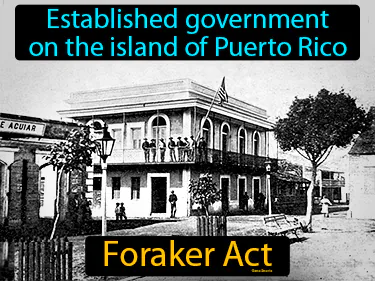 Established government
on the island of Puerto Rico
E AGUIAR
Foraker Act